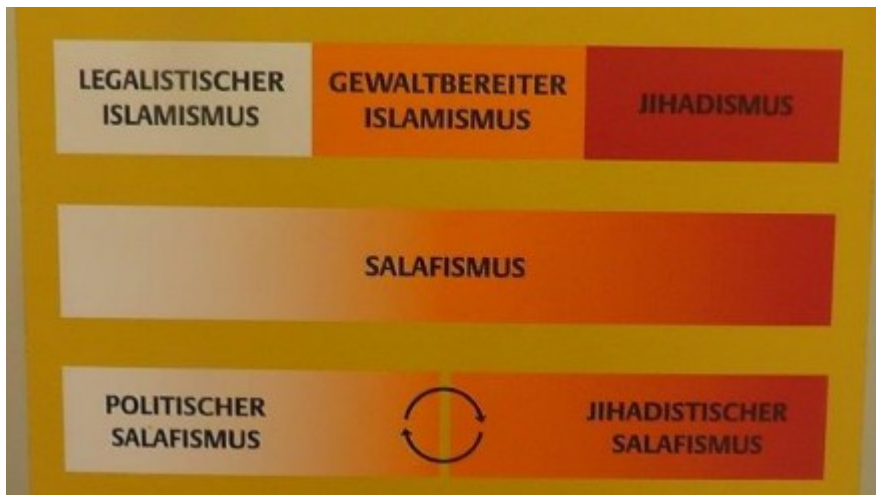 LEGALISTISCHER
ISLAMISMUS
GEWALTBEREITER
ISLAMISMUS
JIHADISMUS
SALAFISMUS
POLITISCHER
SALAFISMUS
JIHADISTISCHER
SALAFISMUS